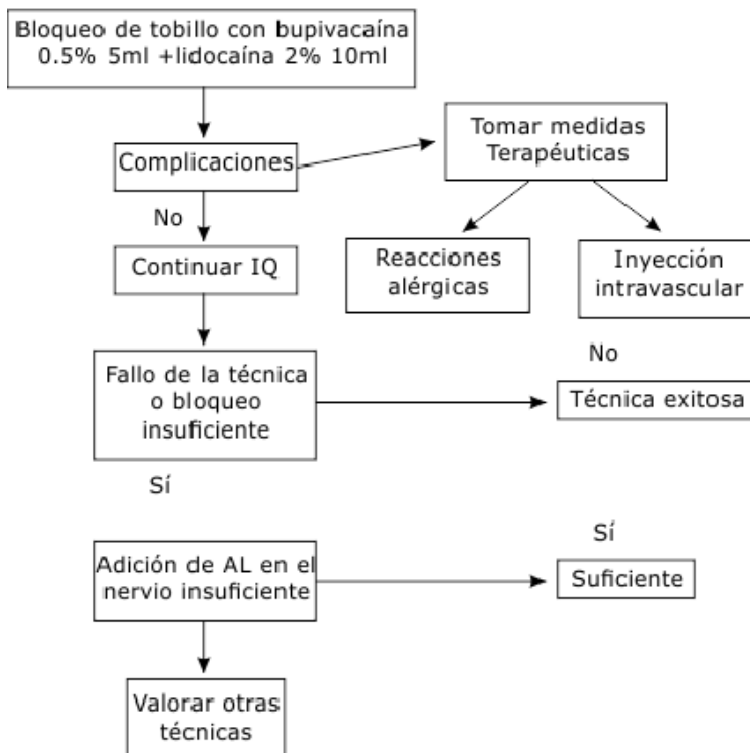 Bloqueo de tobillo con bupivacaína
0.5% 5ml +lidocaína 2% 10ml
Tomar medidas
Terapéuticas
Complicaciones
No
Reacciones
alérgicas
Inyección
intravascular
Continuar IQ
No
Fallo de la técnica
o bloqueo
insuficiente
Técnica exitosa
Sí
Sí
Adición de AL en el
nervio insuficiente
Suficiente
Valorar otras
técnicas